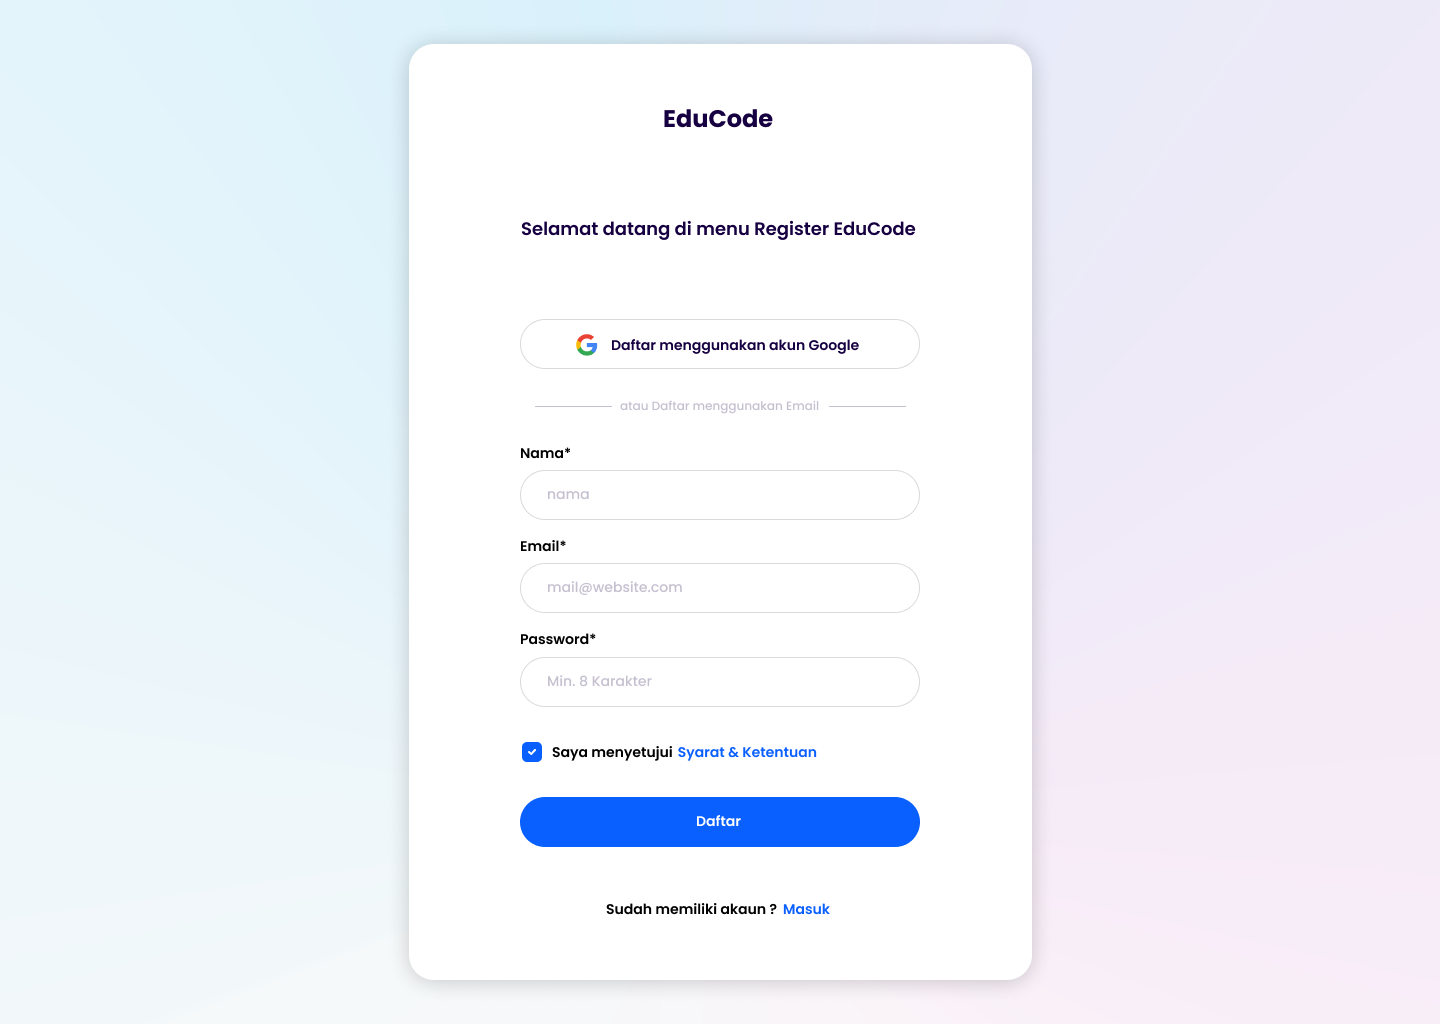 EduCode
Selamat datang di menu Register EduCode
Daftar menggunakan akun Google
atau Daftar menggunakan Email
Nama*
nama
Email*
mail@website.com
Password*
Min. 8 Karakter
Saya menyetujui Syarat & Ketentuan
Daftar
Sudah memiliki akaun ? Masuk